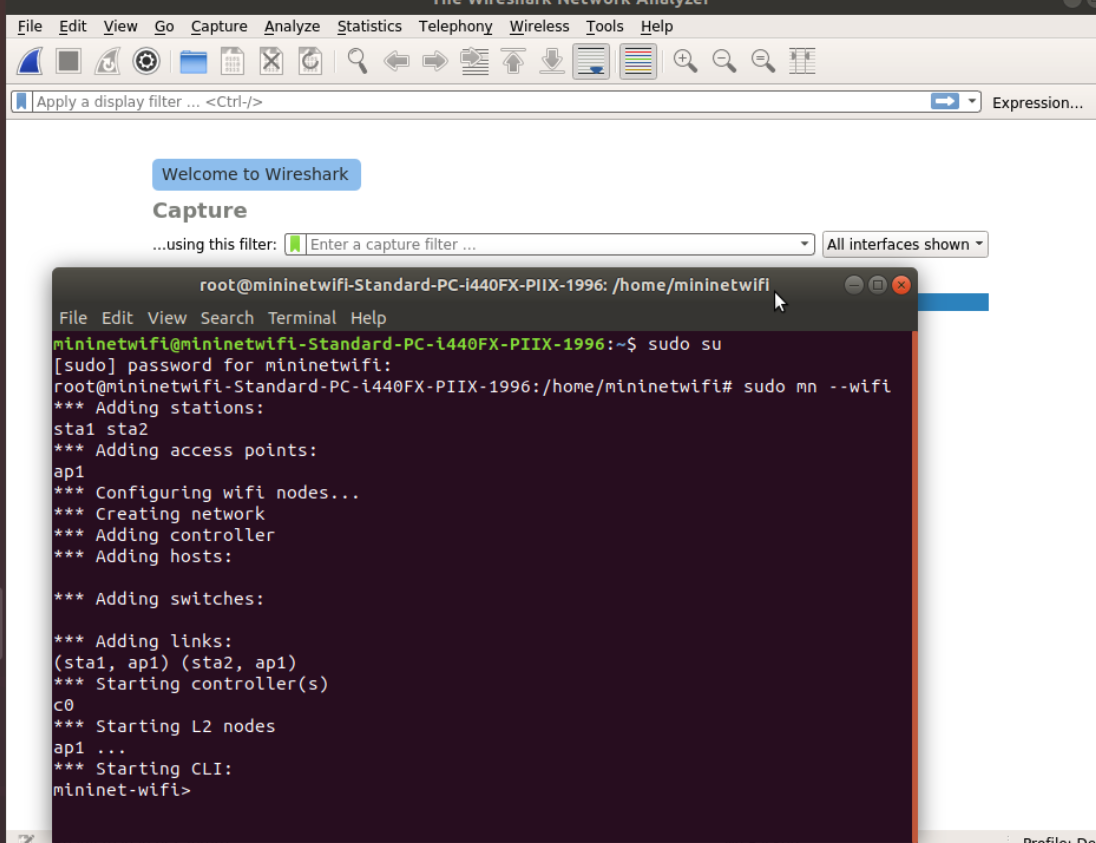 The Wireshark Network Analyzer
File Edit View Go Capture Analyze Statistics Telephony Wireless Tools Help
Apply a display filter ... <Ctrl-/>
Expression...
Welcome to Wireshark
Capture
...using this filter:
Enter a capture filter ...
All interfaces shown
root@mininetwifi-Standard-PC-i440FX-PIIX-1996: /home/mininetwifi
File Edit View Search Terminal Help
mininetwifi@mininetwifi-Standard-PC-i440FX-PIIX-1996:~$ sudo su
[sudo] password for mininetwifi:
root@mininetwifi-Standard-PC-i440FX-PIIX-1996:/home/mininetwifi# sudo mn --wifi
*** Adding stations:
sta1 sta2
*** Adding access points:
ap1
*** Configuring wifi nodes...
*** Creating network
*** Adding controller
*** Adding hosts:
*** Adding switches:
*** Adding links:
(sta1, ap1) (sta2, ap1)
*** Starting controller(s)
c0
*** Starting L2 nodes
ap1 ...
*** Starting CLI:
mininet-wifi>
Profile: De